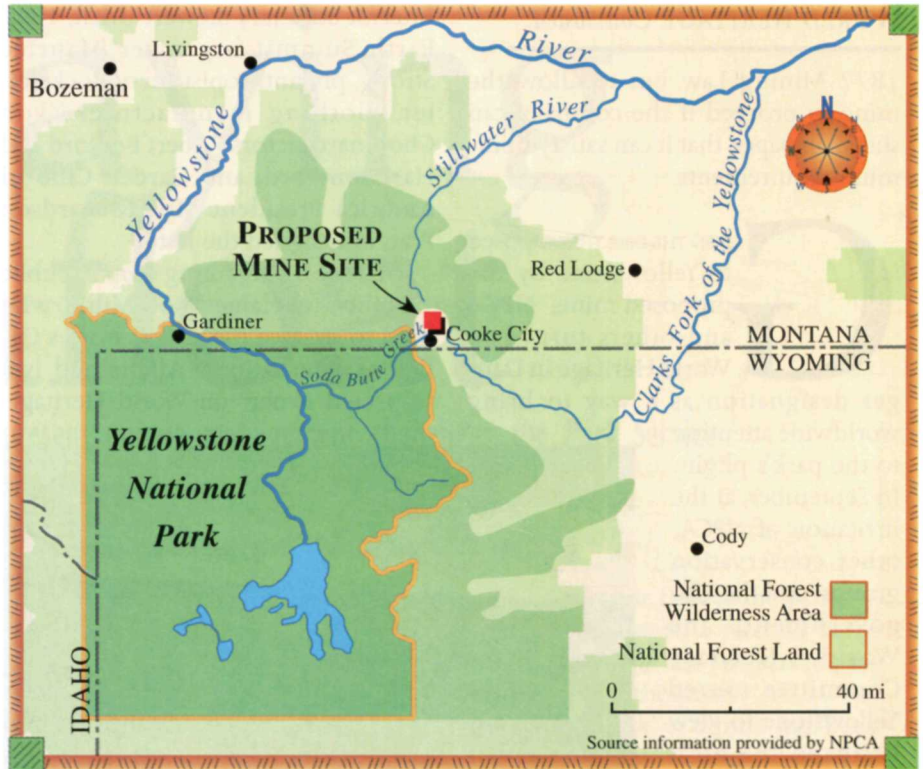 Livingston
Bozeman
River
Yellowstone
Stillwater River
N
E
W
PROPOSED
MINE SITE
Red Lodge
Clarks Fork of the Yellowstone
Gardiner
Cooke City
Soda Butte Creek
MONTANA
WYOMING
Yellowstone
National
Park
Cody
National Forest
Wilderness Area
National Forest Land
IDAHO
0 40 mi
Source information provided by NPCA